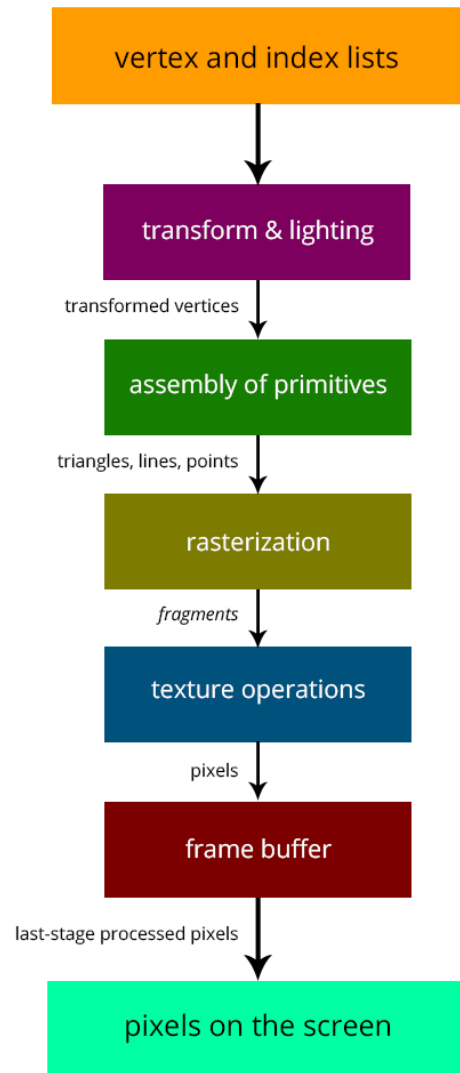 vertex and index lists
transform & lighting
transformed vertices
assembly of primitives
triangles, lines, points
rasterization
fragments
texture operations
pixels
frame buffer
last-stage processed pixels
pixels on the screen